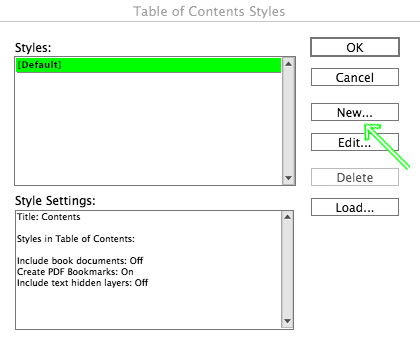 Table of Contents Styles
Styles:
[Default]
OK
Cancel
New...
Edit...
Delete
Load...
Style Settings:
Title: Contents
Styles in Table of Contents:
Include book documents: Off
Create PDF Bookmarks: On
Include text hidden layers: Off